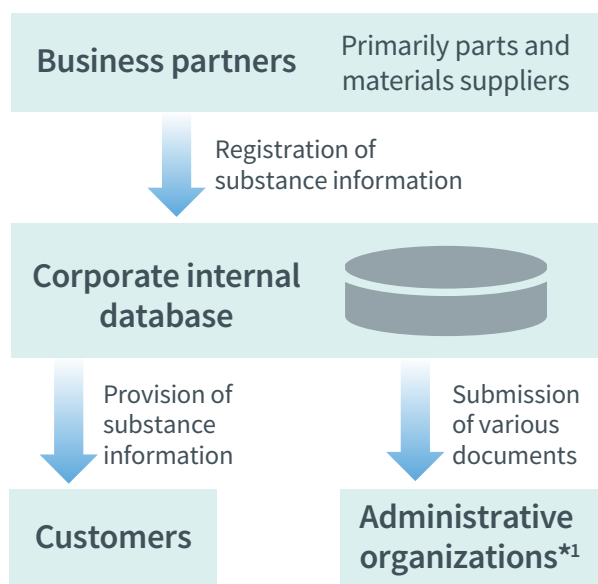 Business partners
Primarily parts and
materials suppliers
Registration of
substance information
Corporate internal
database
Provision of
substance
information
Submission
of various
documents
Customers
Administrative
organizations*1